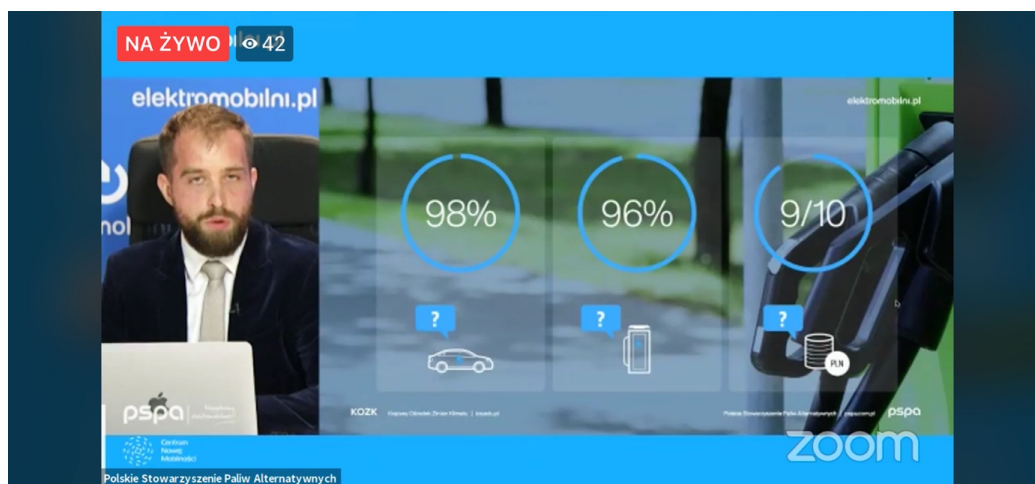 NA ŻYWO
42
elektromobilni.pl
elektromobilni.pl
98%
96%
9/10
?
?
?
PLN
pspa
KOZK
pspa
Centrum
Nowej
Mobilności
zoom
Polskie Stowarzyszenie Paliw Alternatywnych